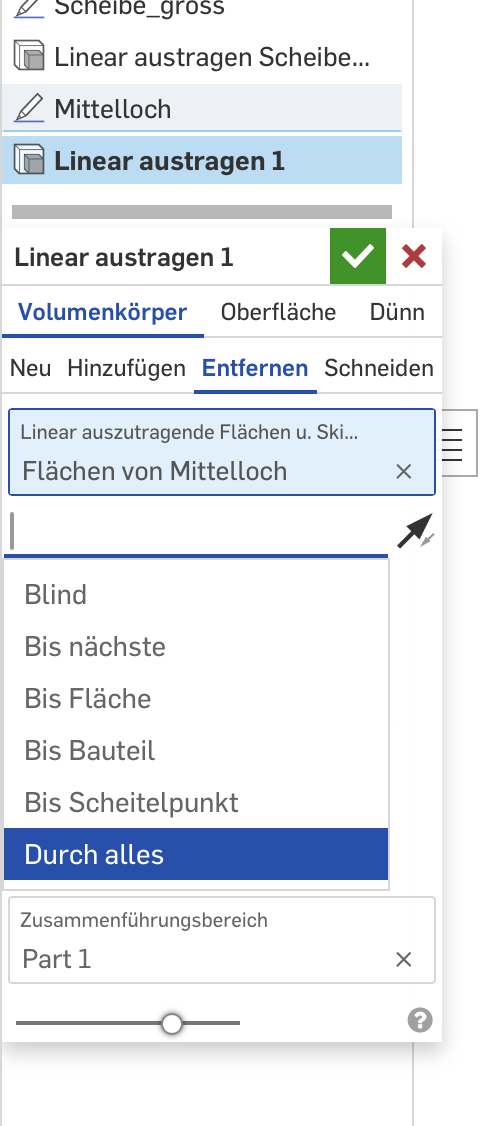 Scheibe_gross
Linear austragen Scheibe...
Mittelloch
Linear austragen 1
Linear austragen 1
Volumenkörper Oberfläche Dünn
Neu Hinzufügen Entfernen Schneiden
Linear auszutragende Flächen u. Ski...
Flächen von Mittelloch
Blind
Bis nächste
Bis Fläche
Bis Bauteil
Bis Scheitelpunkt
Durch alles
Zusammenführungsbereich
Part 1
?